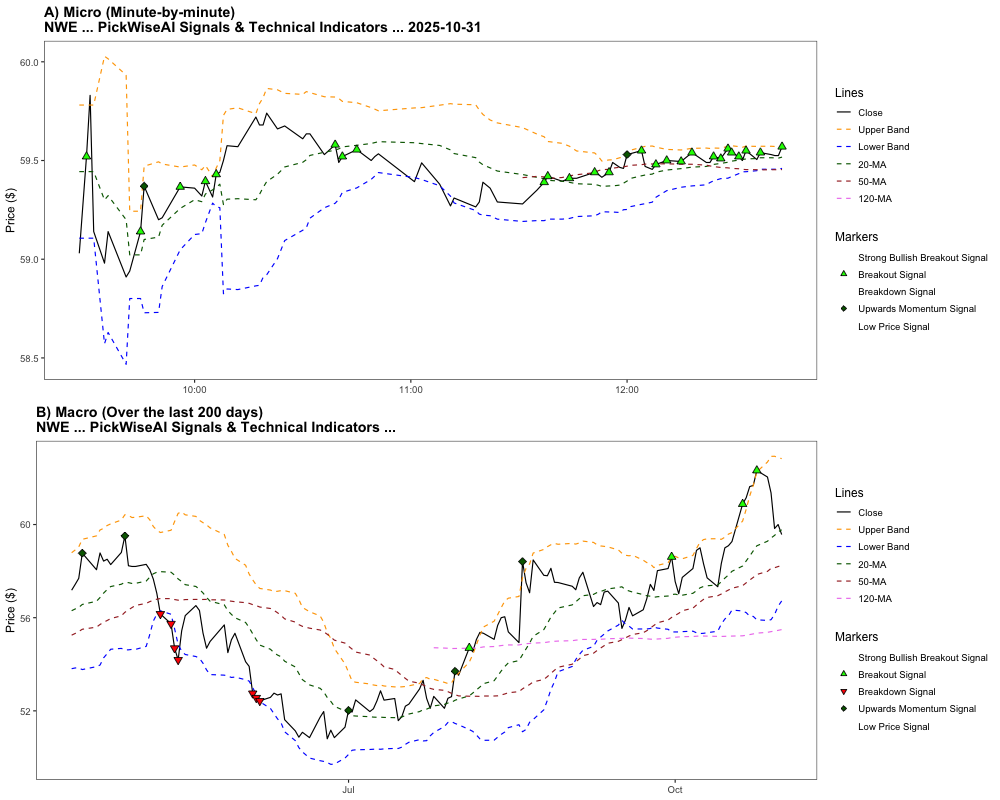 A) Micro (Minute-by-minute)
NWE ... PickWiseAI Signals & Technical Indicators ... 2025-10-31
60.0
59.5
59.0
58.5
Price ($)
10:00
11:00
12:00
Lines
Close
Upper Band
Lower Band
20-MA
50-MA
120-MA
Markers
Strong Bullish Breakout Signal
Breakout Signal
Breakdown Signal
Upwards Momentum Signal
Low Price Signal
B) Macro (Over the last 200 days)
NWE ... PickWiseAI Signals & Technical Indicators ...
60
56
52
Price ($)
Jul
Oct
Lines
Close
Upper Band
Lower Band
20-MA
50-MA
120-MA
Markers
Strong Bullish Breakout Signal
Breakout Signal
Breakdown Signal
Upwards Momentum Signal
Low Price Signal